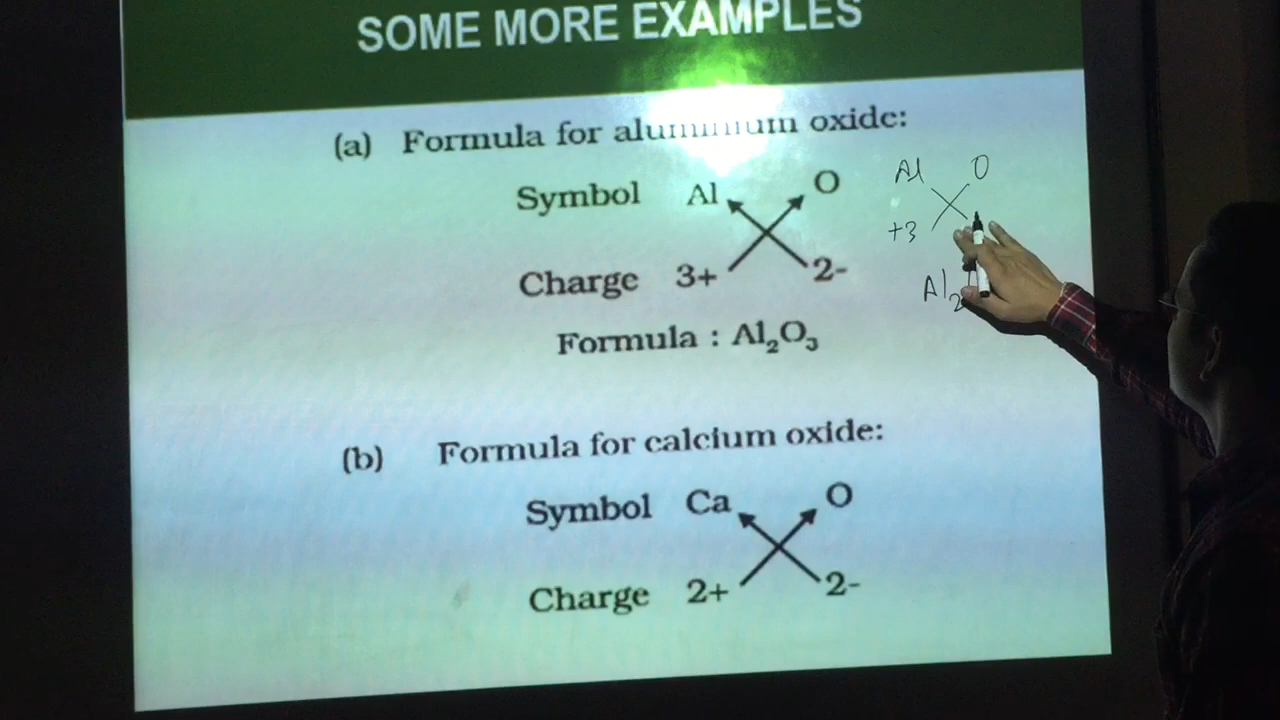 SOME MORE EXAMPLES
(a) Formula for aluminium oxide:
Symbol Al O
Charge 3+ 2-
Formula : Al₂O₃
Al O
+3
Al₂
(b) Formula for calcium oxide:
Symbol Ca O
Charge 2+ 2-